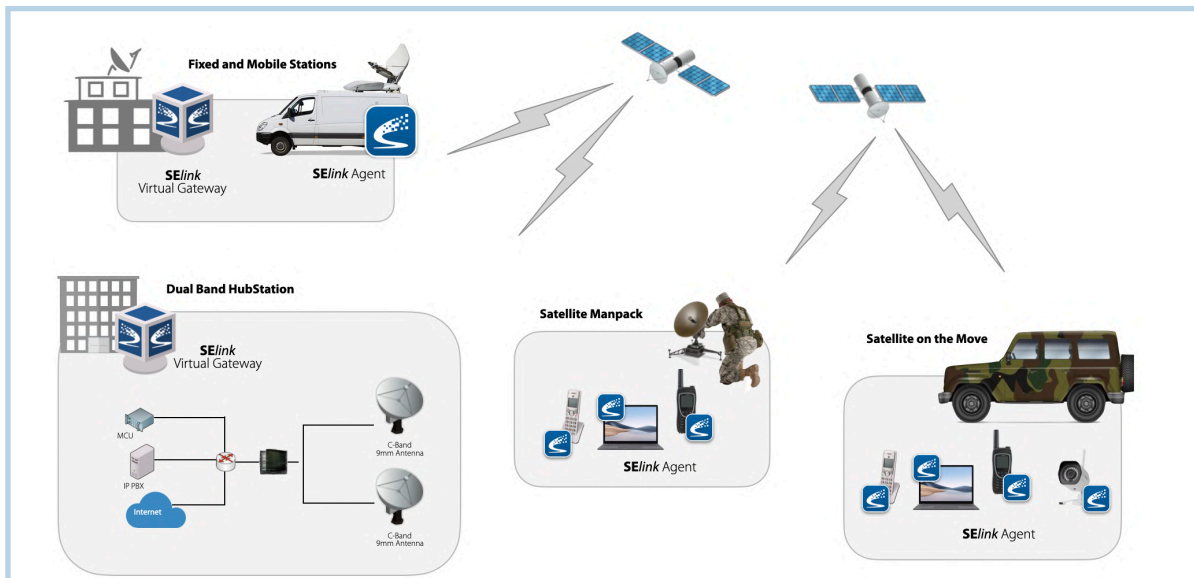 Fixed and Mobile Stations
SElink
Virtual Gateway
SElink Agent
Dual Band HubStation
SElink
Virtual Gateway
MCU
IP PBX
Internet
C-Band
9mm Antenna
C-Band
9mm Antenna
Satellite Manpack
SElink Agent
Satellite on the Move
SElink Agent